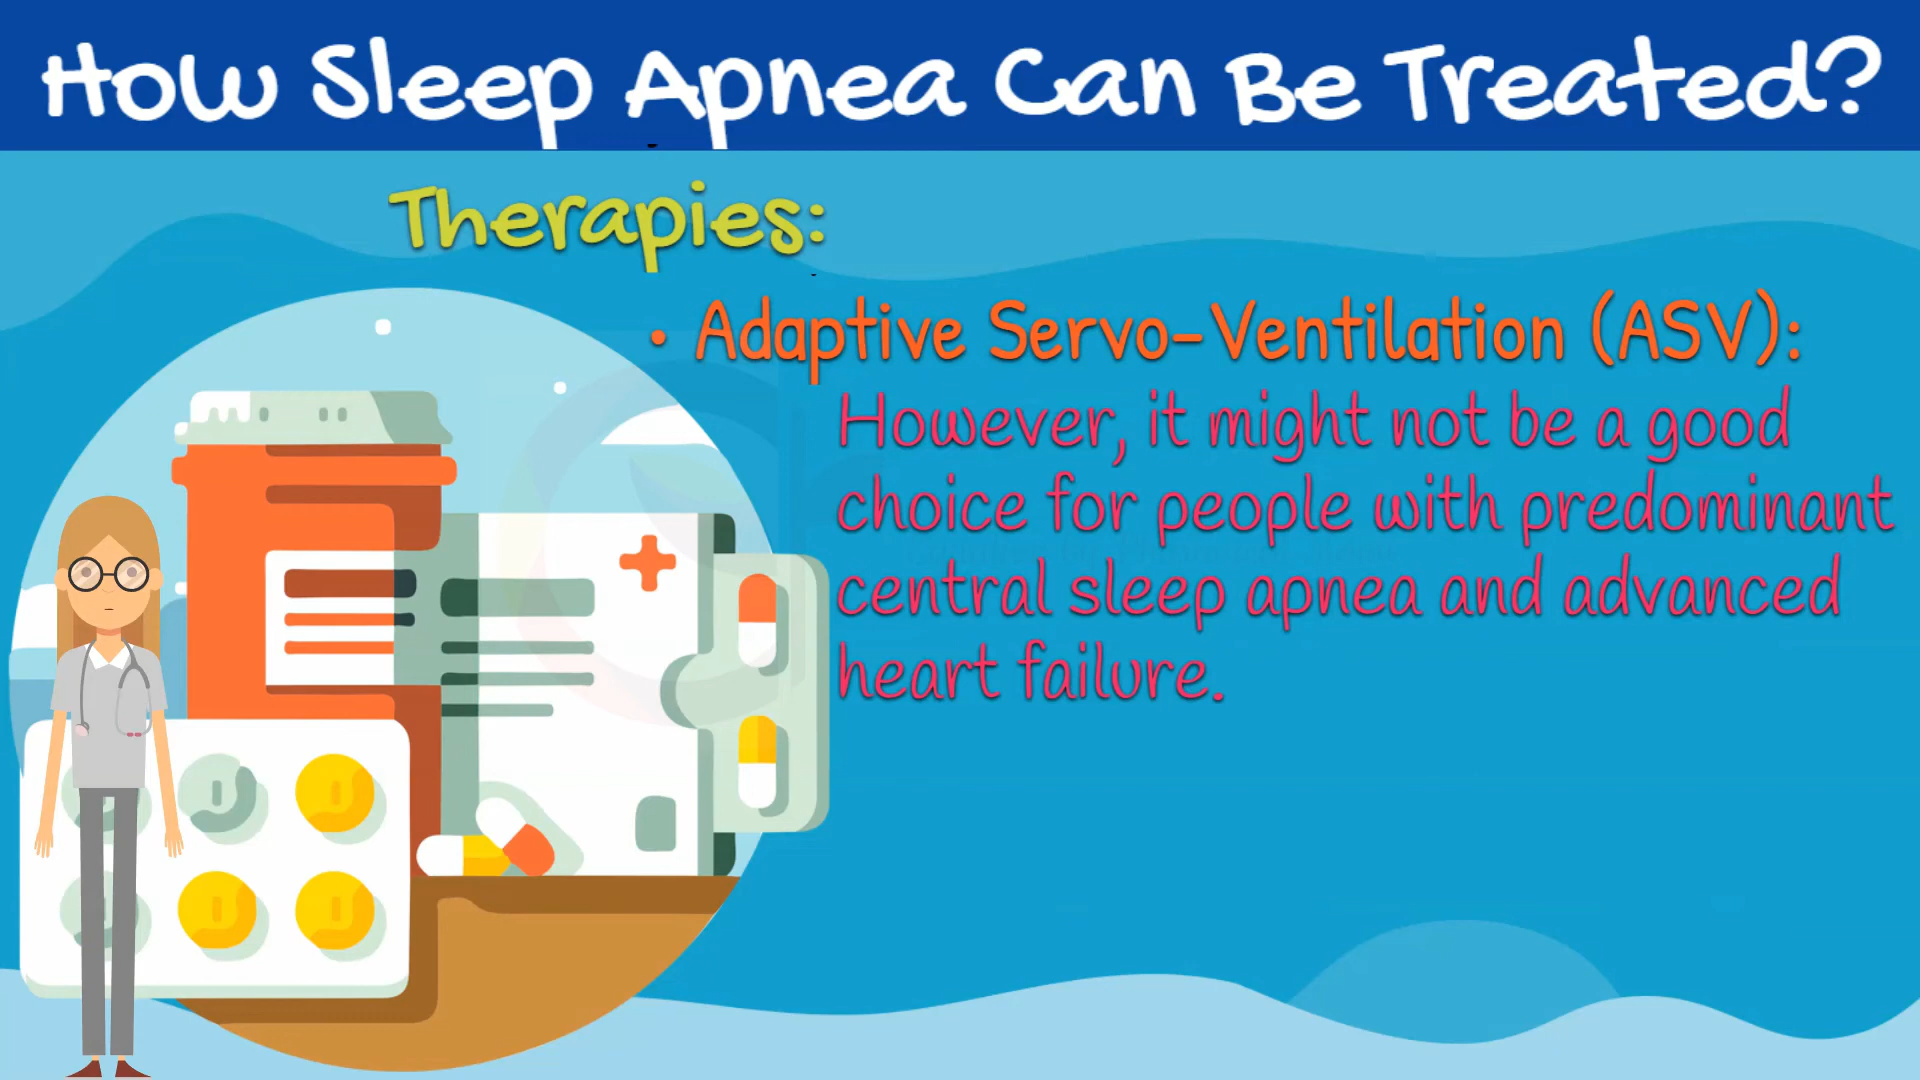 How Sleep Apnea Can Be Treated?
Therapies:
• Adaptive Servo-Ventilation (ASV):
However, it might not be a good
choice for people with predominant
central sleep apnea and advanced
heart failure.